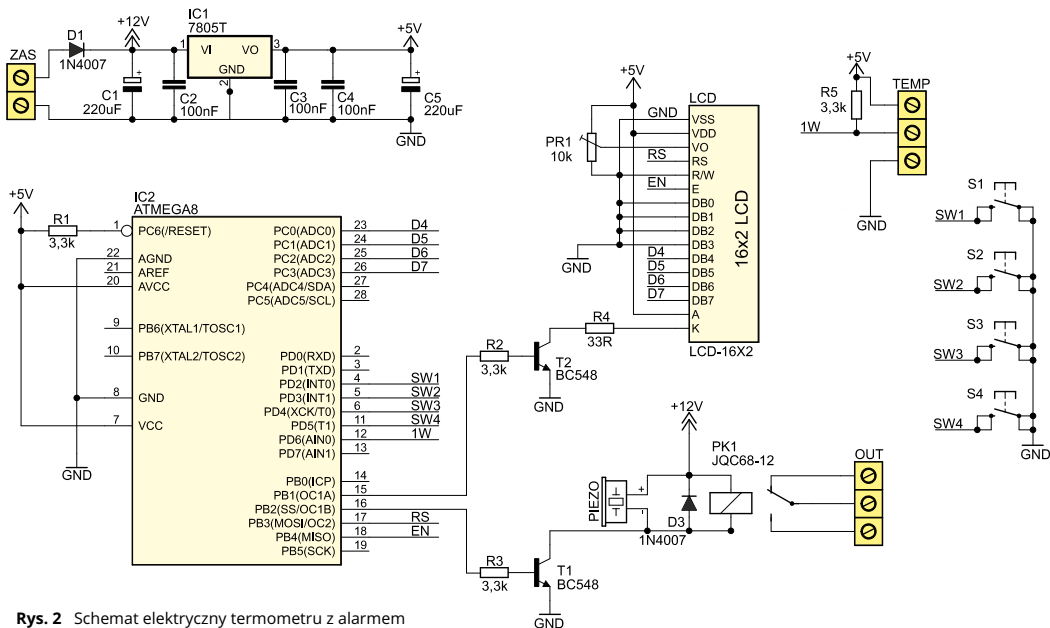 ZAS
D1
1N4007
+12V
IC1
7805T
1
VI
VO
3
GND
2
+5V
C1
220uF
C2
100nF
C3
100nF
C4
100nF
C5
220uF
GND
+5V
R1
3,3k
IC2
ATMEGA8
1
PC6(/RESET)
22
AGND
21
AREF
20
AVCC
9
PB6(XTAL1/TOSC1)
10
PB7(XTAL2/TOSC2)
8
GND
7
VCC
GND
PC0(ADC0)
23
D4
PC1(ADC1)
24
D5
PC2(ADC2)
25
D6
PC3(ADC3)
26
D7
PC4(ADC4/SDA)
27
PC5(ADC5/SCL)
28
PD0(RXD)
2
PD1(TXD)
3
PD2(INT0)
4
SW1
PD3(INT1)
5
SW2
PD4(XCK/T0)
6
SW3
PD5(T1)
11
SW4
PD6(AIN0)
12
1W
PD7(AIN1)
13
PB0(ICP)
14
PB1(OC1A)
15
PB2(SS/OC1B)
16
PB3(MOSI/OC2)
17
RS
PB4(MISO)
18
EN
PB5(SCK)
19
+5V
PR1
10k
GND
LCD
GND
VSS
VDD
VO
RS
RS
R/W
EN
E
DB0
DB1
DB2
DB3
D4
DB4
D5
DB5
D6
DB6
D7
DB7
A
K
16x2 LCD
LCD-16X2
R4
33R
R2
3,3k
T2
BC548
GND
+5V
R5
3,3k
TEMP
1W
GND
S1
SW1
S2
SW2
S3
SW3
S4
SW4
GND
+12V
PK1
JQC68-12
OUT
PIEZO
+
-
D3
1N4007
R3
3,3k
T1
BC548
GND
+
+
Rys. 2 Schemat elektryczny termometru z alarmem